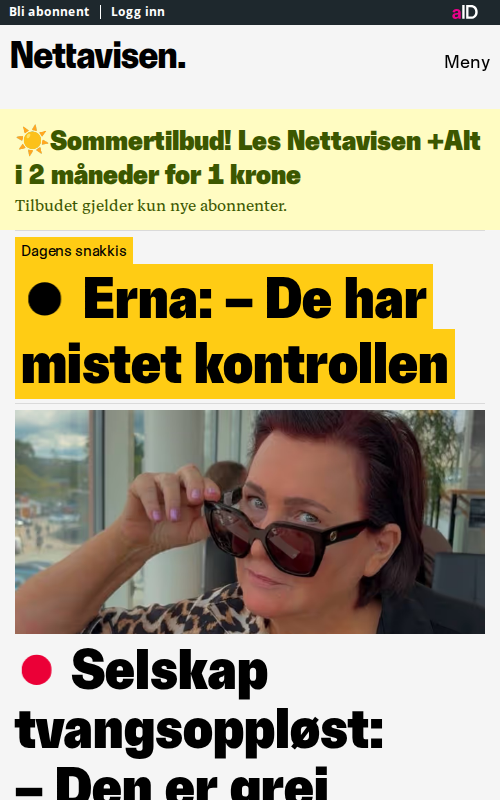 Bli abonnent
Logg inn
aID
Nettavisen.
Meny
Sommertilbud! Les Nettavisen +Alt
i 2 måneder for 1 krone
Tilbudet gjelder kun nye abonnenter.
Dagens snakkis
Erna: – De har
mistet kontrollen
Selskap
tvangsoppløst:
– Den er grei